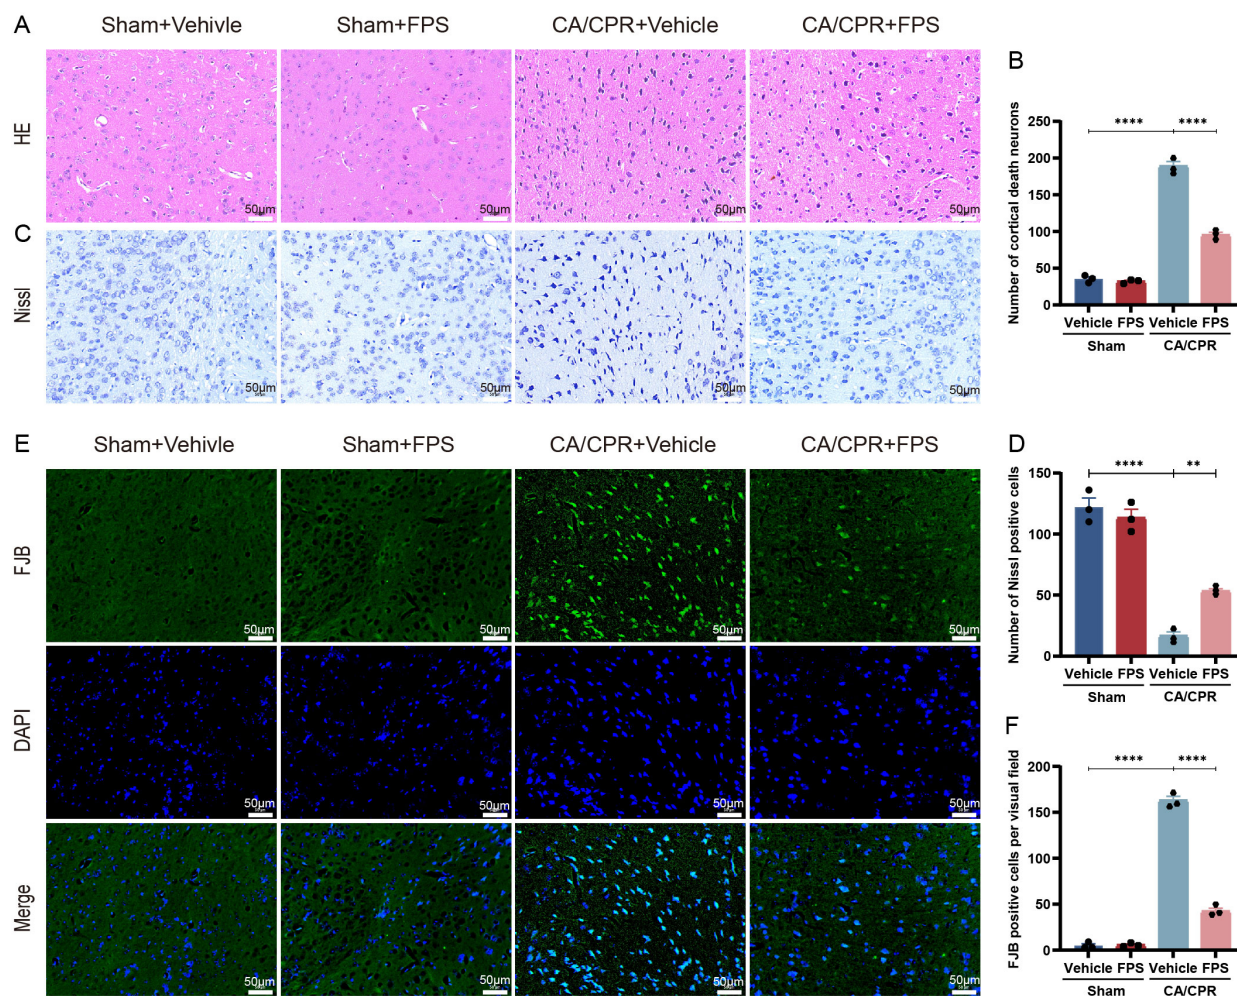 A
Sham+Vehivle
Sham+FPS
CA/CPR+Vehicle
CA/CPR+FPS
HE
50μm
50μm
50μm
50μm
C
Nissl
50μm
50μm
50μm
50μm
B
Number of cortical death neurons
250
200
150
100
50
0
****
****
Vehicle FPS Vehicle FPS
Sham CA/CPR
E
Sham+Vehivle
Sham+FPS
CA/CPR+Vehicle
CA/CPR+FPS
FJB
50μm
50μm
50μm
50μm
DAPI
50μm
50μm
50μm
50μm
Merge
50μm
50μm
50μm
50μm
D
Number of Nissl positive cells
150
100
50
0
****
**
Vehicle FPS Vehicle FPS
Sham CA/CPR
F
FJB positive cells per visual field
200
150
100
50
0
****
****
Vehicle FPS Vehicle FPS
Sham CA/CPR